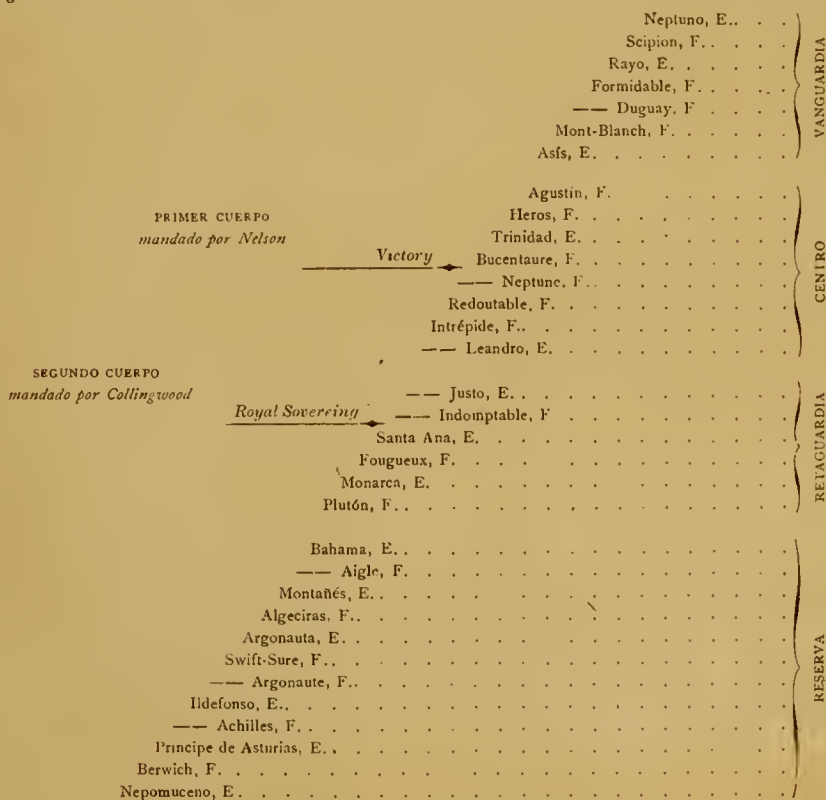 Neptuno, E.. . .
Scipion, F.. . . .
Rayo, E. . . . . .
Formidable, F. . . . .
—— Duguay. F . . . .
Mont-Blanch, F. . . . . .
Asís, E. . . . . . . . .
VANGUARDIA
Agustín, F. . . . . .
Heros, F. . . . . . . . .
Trinidad, E. . . . . . . . .
Bucentaure, F. . . . . . . . .
—— Neptune. F.. . . . . . . .
Redoutable, F. . . . . . . . . .
Intrépide, F.. . . . . . . . . .
—— Leandro, E. . . . . . . . . .
CENTRO
PRIMER CUERPO
mandado por Nelson
Victory
SEGUNDO CUERPO
mandado por Collingwood
Royal Sovereing
—— Justo, E. . . . . . . . . .
—— Indomptable, F . . . . . . . . .
Santa Ana, E. . . . . . . . . . .
Fougueux, F. . . . . . . . . . . .
Monarca, E. . . . . . . . . . . .
Plutón, F. . . . . . . . . . . . .
RETAGUARDIA
Bahama, E. . . . . . . . . . . . .
—— Aigle, F. . . . . . . . . . . . .
Montañés, E.. . . . . . . . . . . . .
Algeciras, F.. . . . . . . . . . . . .
Argonauta, E. . . . . . . . . . . . . .
Swift-Sure, F.. . . . . . . . . . . . . .
—— Argonaute, F.. . . . . . . . . . . . .
Ildefonso, E.. . . . . . . . . . . . . . .
—— Achilles, F. . . . . . . . . . . . . . .
Principe de Asturias, E. . . . . . . . . . . . . .
Berwich, F. . . . . . . . . . . . . . . . .
Nepomuceno, E. . . . . . . . . . . . . . . . .
RESERVA